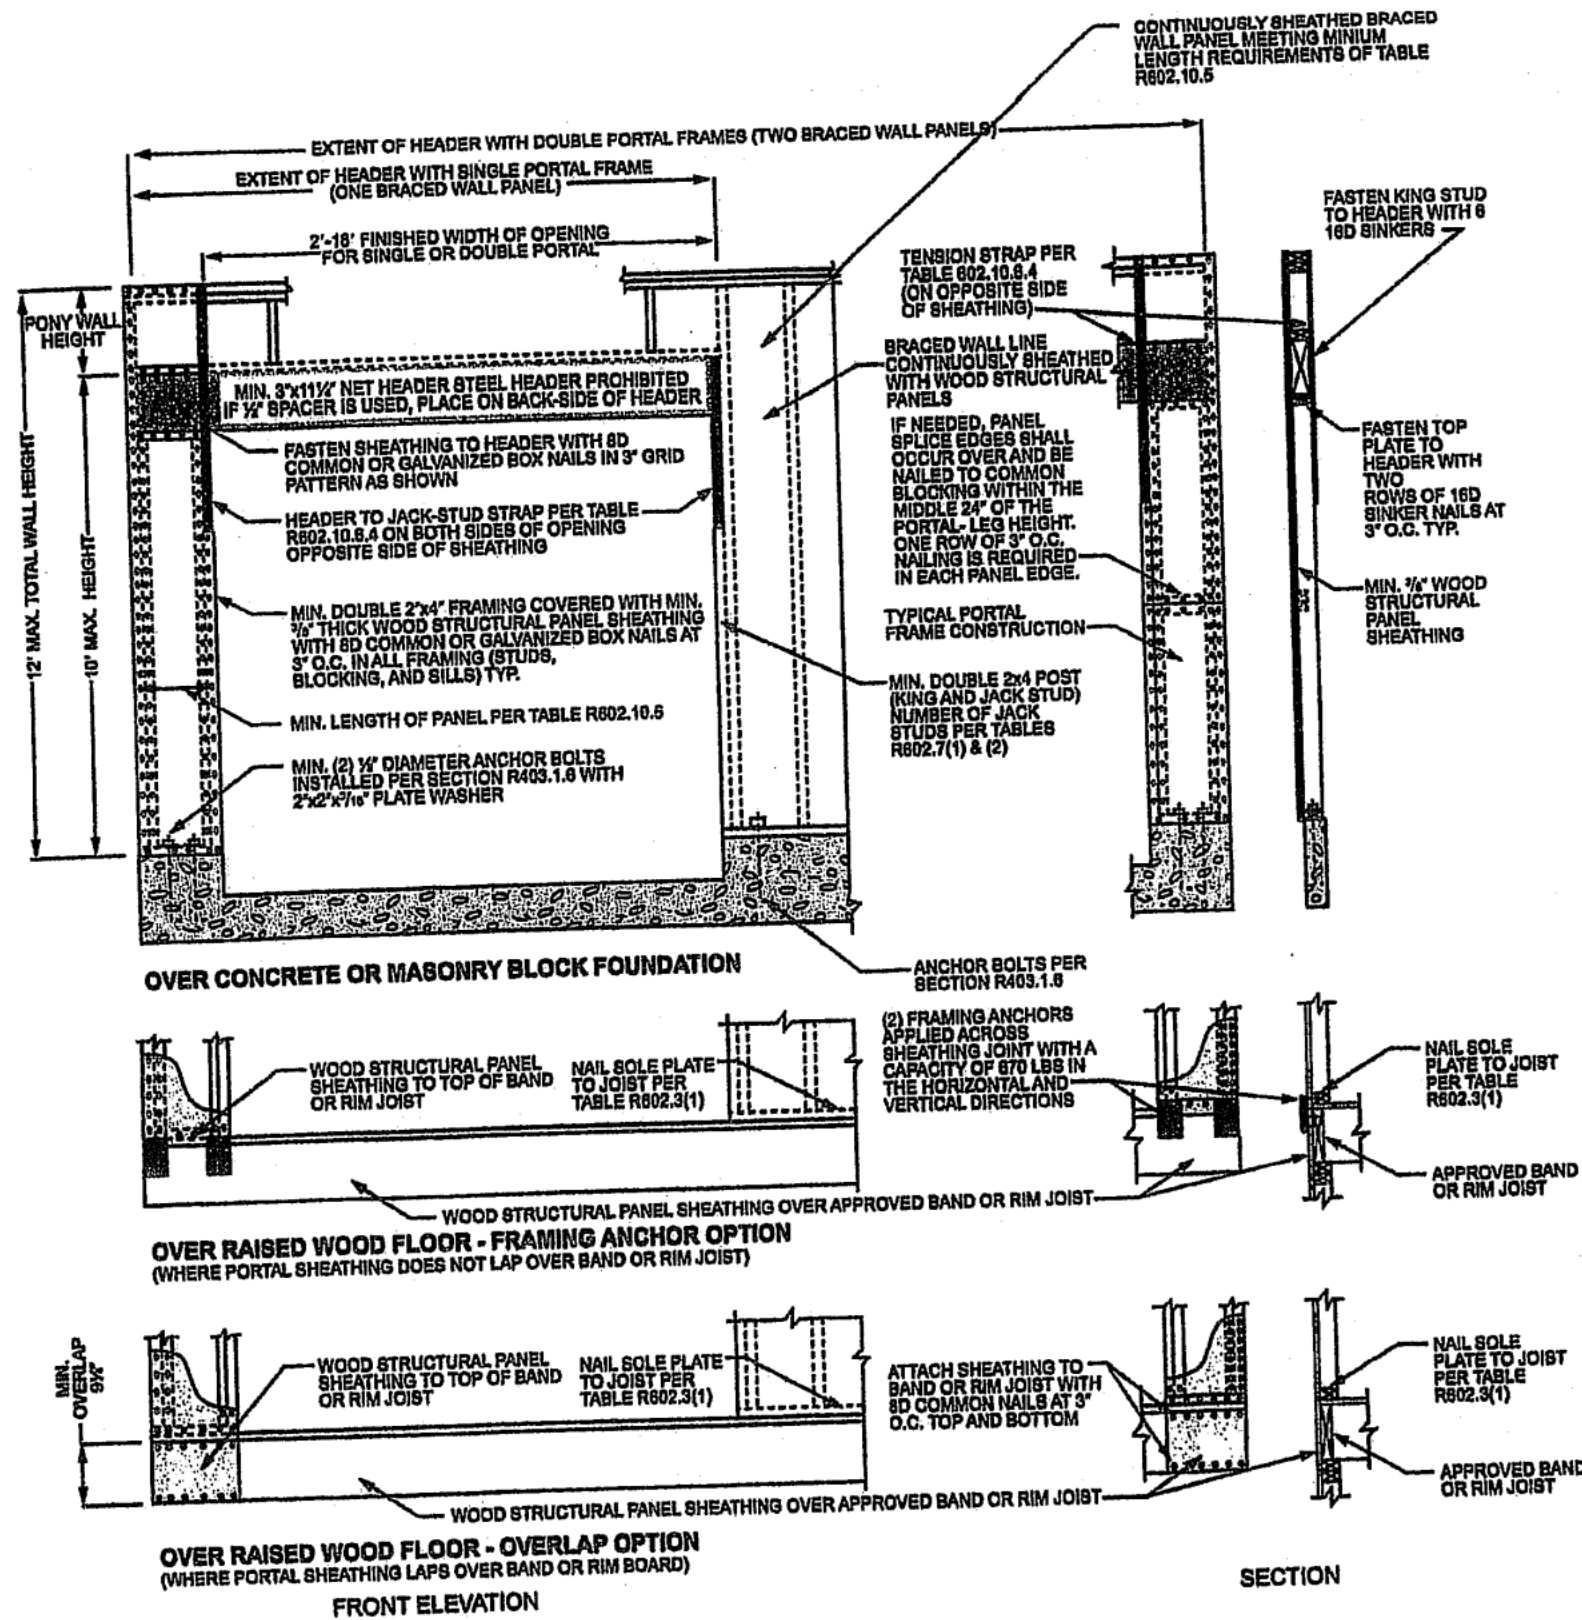 CONTINUOUSLY SHEATHED BRACED
WALL PANEL MEETING MINIUM
LENGTH REQUIREMENTS OF TABLE
R602.10.5
EXTENT OF HEADER WITH DOUBLE PORTAL FRAMES (TWO BRACED WALL PANELS)
EXTENT OF HEADER WITH SINGLE PORTAL FRAME
(ONE BRACED WALL PANEL)
2'-18' FINISHED WIDTH OF OPENING
FOR SINGLE OR DOUBLE PORTAL
FASTEN KING STUD
TO HEADER WITH 6
16D SINKERS
TENSION STRAP PER
TABLE 602.10.6.4
(ON OPPOSITE SIDE
OF SHEATHING)
PONY WALL
HEIGHT
12' MAX. TOTAL WALL HEIGHT
10' MAX. HEIGHT
MIN. 3"x11¼" NET HEADER STEEL HEADER PROHIBITED
IF ½" SPACER IS USED, PLACE ON BACK-SIDE OF HEADER
BRACED WALL LINE
CONTINUOUSLY SHEATHED
WITH WOOD STRUCTURAL
PANELS
FASTEN SHEATHING TO HEADER WITH 8D
COMMON OR GALVANIZED BOX NAILS IN 3" GRID
PATTERN AS SHOWN
IF NEEDED, PANEL
SPLICE EDGES SHALL
OCCUR OVER AND BE
NAILED TO COMMON
BLOCKING WITHIN THE
MIDDLE 24" OF THE
PORTAL- LEG HEIGHT.
ONE ROW OF 3" O.C.
NAILING IS REQUIRED
IN EACH PANEL EDGE.
FASTEN TOP
PLATE TO
HEADER WITH
TWO
ROWS OF 16D
SINKER NAILS AT
3" O.C. TYP.
HEADER TO JACK-STUD STRAP PER TABLE
R602.10.6.4 ON BOTH SIDES OF OPENING
OPPOSITE SIDE OF SHEATHING
MIN. DOUBLE 2"x4" FRAMING COVERED WITH MIN.
⅜" THICK WOOD STRUCTURAL PANEL SHEATHING
WITH 8D COMMON OR GALVANIZED BOX NAILS AT
3" O.C. IN ALL FRAMING (STUDS,
BLOCKING, AND SILLS) TYP.
MIN. ⅜" WOOD
STRUCTURAL
PANEL
SHEATHING
TYPICAL PORTAL
FRAME CONSTRUCTION
MIN. DOUBLE 2x4 POST
(KING AND JACK STUD)
NUMBER OF JACK
STUDS PER TABLES
R602.7(1) & (2)
MIN. LENGTH OF PANEL PER TABLE R602.10.5
MIN. (2) ½" DIAMETER ANCHOR BOLTS
INSTALLED PER SECTION R403.1.6 WITH
2"x2"x3/16" PLATE WASHER
OVER CONCRETE OR MASONRY BLOCK FOUNDATION
ANCHOR BOLTS PER
SECTION R403.1.6
WOOD STRUCTURAL PANEL
SHEATHING TO TOP OF BAND
OR RIM JOIST
NAIL SOLE PLATE
TO JOIST PER
TABLE R602.3(1)
(2) FRAMING ANCHORS
APPLIED ACROSS
SHEATHING JOINT WITH A
CAPACITY OF 670 LBS IN
THE HORIZONTAL AND
VERTICAL DIRECTIONS
NAIL SOLE
PLATE TO JOIST
PER TABLE
R602.3(1)
APPROVED BAND
OR RIM JOIST
WOOD STRUCTURAL PANEL SHEATHING OVER APPROVED BAND OR RIM JOIST
OVER RAISED WOOD FLOOR - FRAMING ANCHOR OPTION
(WHERE PORTAL SHEATHING DOES NOT LAP OVER BAND OR RIM JOIST)
MIN.
OVERLAP
9¼"
WOOD STRUCTURAL PANEL
SHEATHING TO TOP OF BAND
OR RIM JOIST
NAIL SOLE PLATE
TO JOIST PER
TABLE R602.3(1)
ATTACH SHEATHING TO
BAND OR RIM JOIST WITH
8D COMMON NAILS AT 3"
O.C. TOP AND BOTTOM
NAIL SOLE
PLATE TO JOIST
PER TABLE
R602.3(1)
APPROVED BAND
OR RIM JOIST
WOOD STRUCTURAL PANEL SHEATHING OVER APPROVED BAND OR RIM JOIST
OVER RAISED WOOD FLOOR - OVERLAP OPTION
(WHERE PORTAL SHEATHING LAPS OVER BAND OR RIM BOARD)
FRONT ELEVATION
SECTION